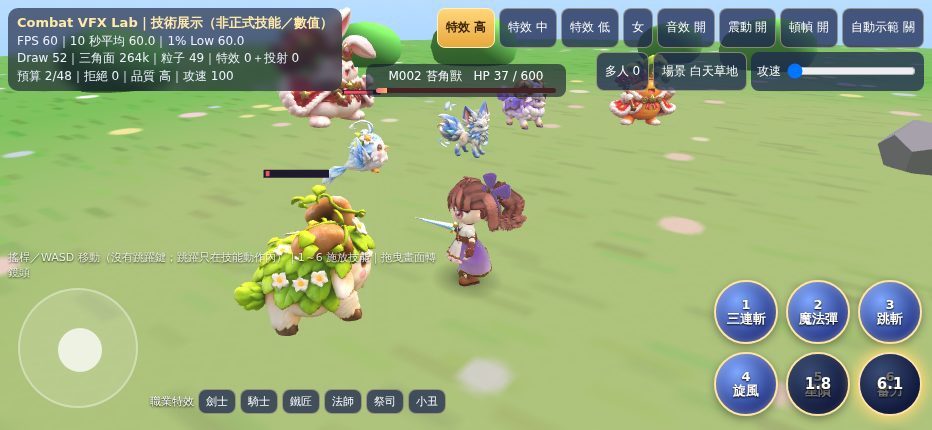 Combat VFX Lab｜技術展示（非正式技能／數值）
FPS 60｜10 秒平均 60.0｜1% Low 60.0
Draw 52｜三角面 264k｜粒子 49｜特效 0＋投射 0
預算 2/48｜拒絕 0｜品質 高｜攻速 100
特效 高
特效 中
特效 低
女
音效 開
震動 開
頓幀 開
自動示範 關
M002 苔角獸 HP 37 / 600
多人 0
場景 白天草地
攻速
搖桿／WASD 移動（沒有跳躍鍵；跳躍只在技能動作內）｜1～6 施放技能｜拖曳畫面轉
鏡頭
1
三連斬
2
魔法彈
3
跳斬
4
旋風
1.8
6.1
職業特效
劍士
騎士
鐵匠
法師
祭司
小丑